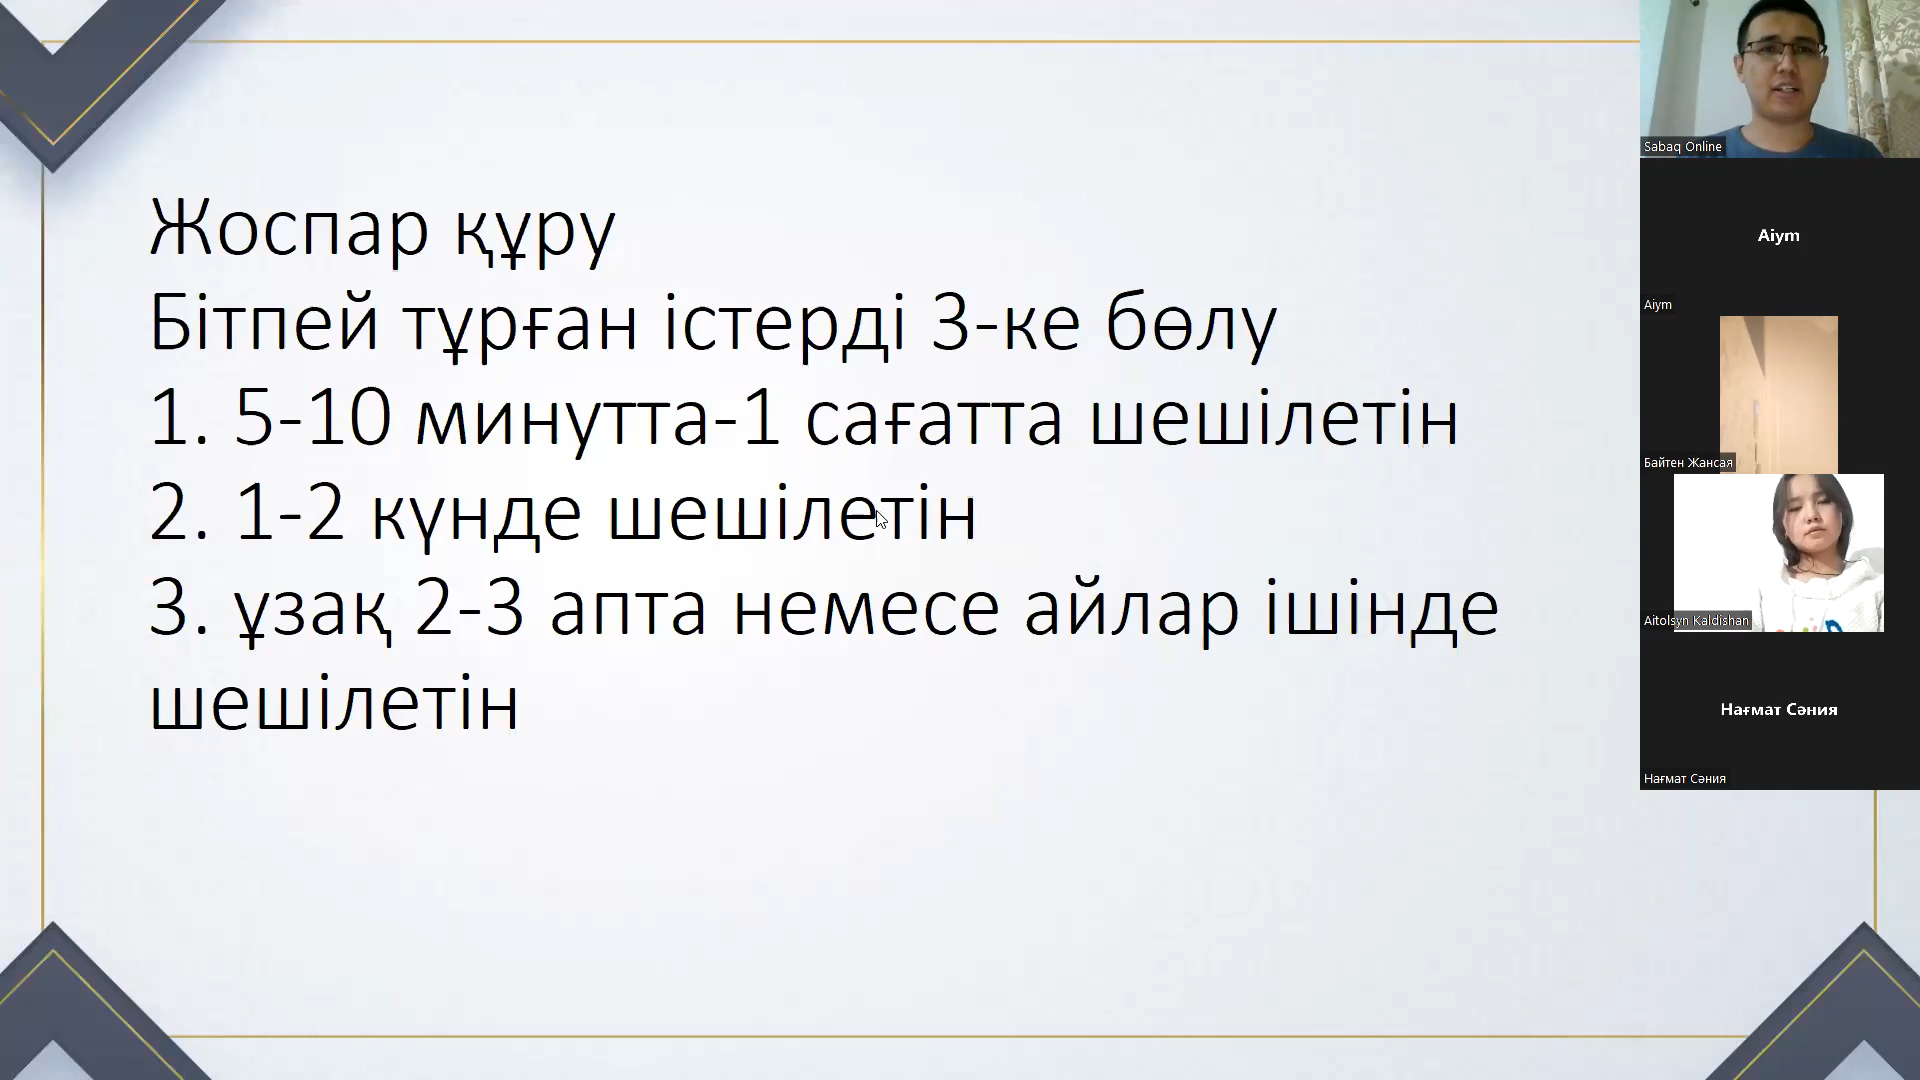 Жоспар құру
Бітпей тұрған істерді 3-ке бөлу
1. 5-10 минутта-1 сағатта шешілетін
2. 1-2 күнде шешілетін
3. ұзақ 2-3 апта немесе айлар ішінде
шешілетін
Sabaq Online
Aiym
Aiym
Байтен Жансая
Aitolsyn Kaldishan
Нағмат Сәния
Нағмат Сәния